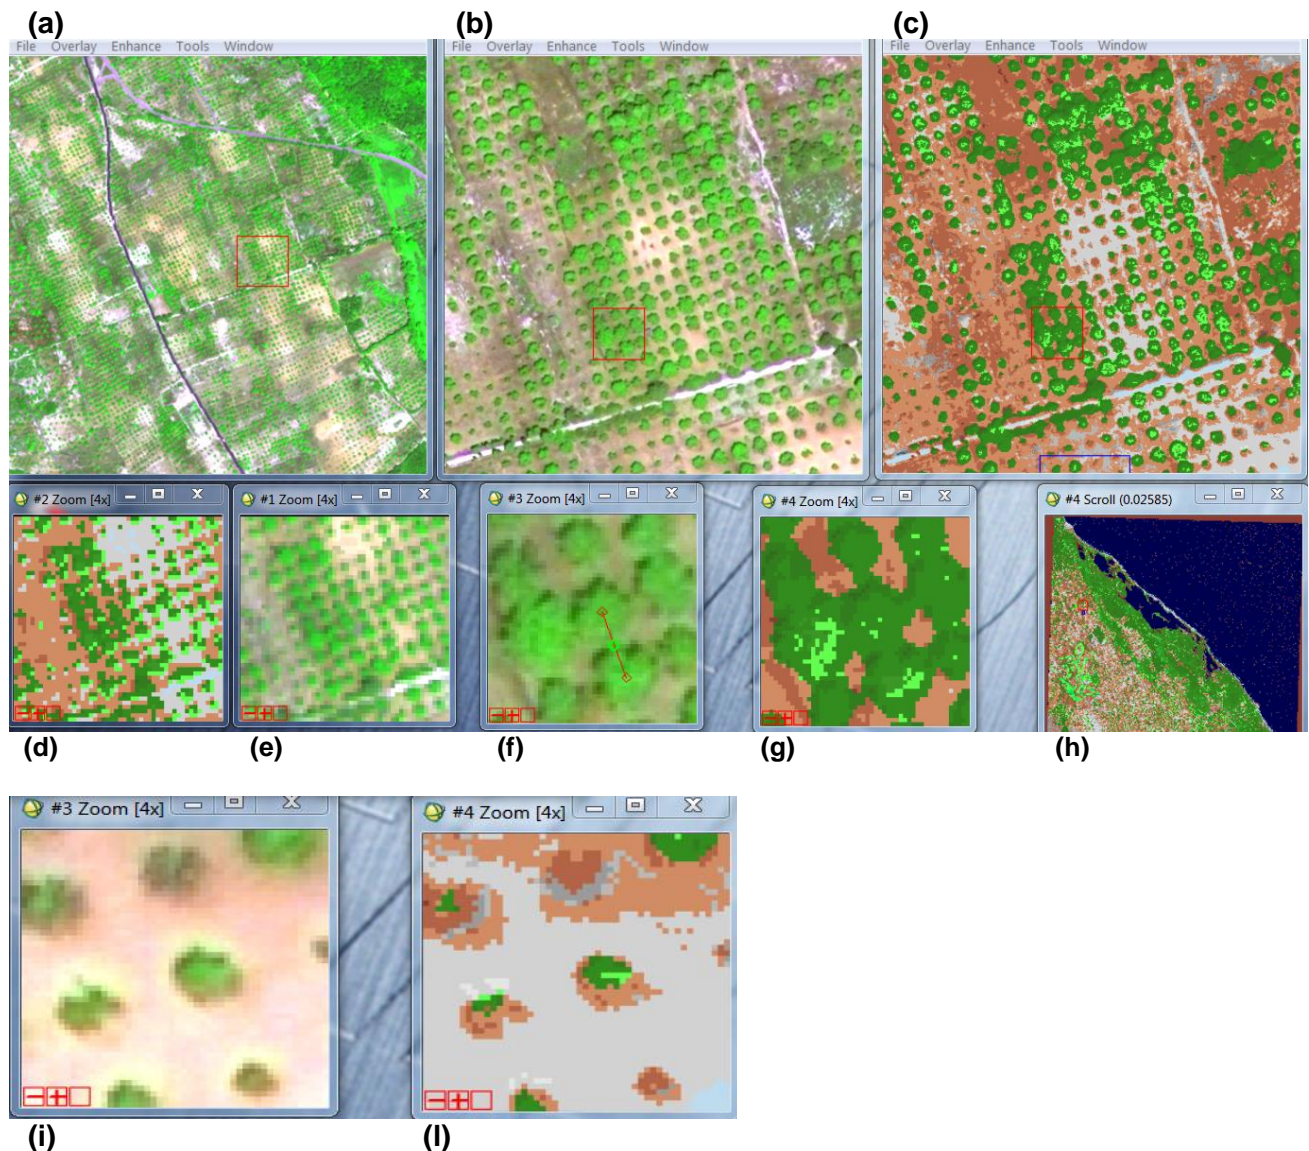 (a) (b) (c)
File Overlay Enhance Tools Window
File Overlay Enhance Tools Window
File Overlay Enhance Tools Window
#2 Zoom [4x]
#1 Zoom [4x]
#3 Zoom [4x]
#4 Zoom [4x]
#4 Scroll (0.02585)
(d) (e) (f) (g) (h)
#3 Zoom [4x]
#4 Zoom [4x]
(i) (l)